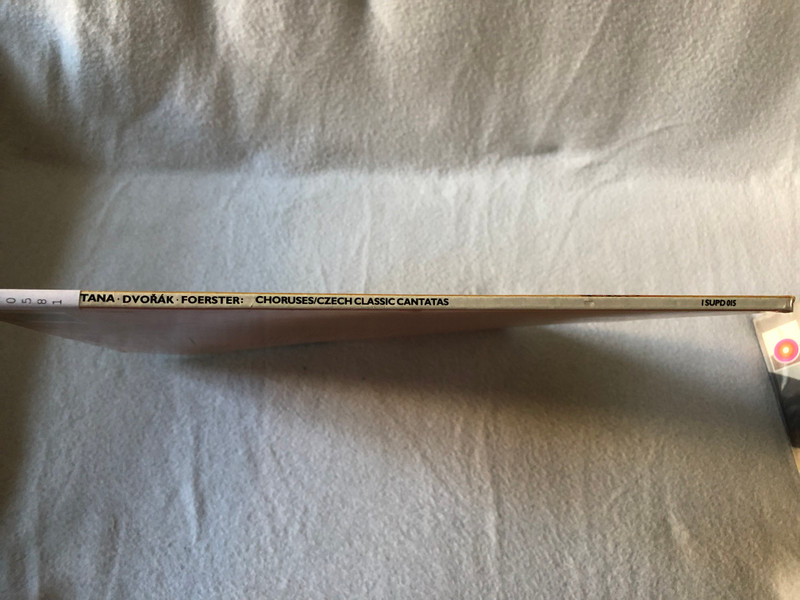 0581
TANA · DVOŘÁK · FOERSTER: CHORUSES/CZECH CLASSIC CANTATAS 1 SUPD 015